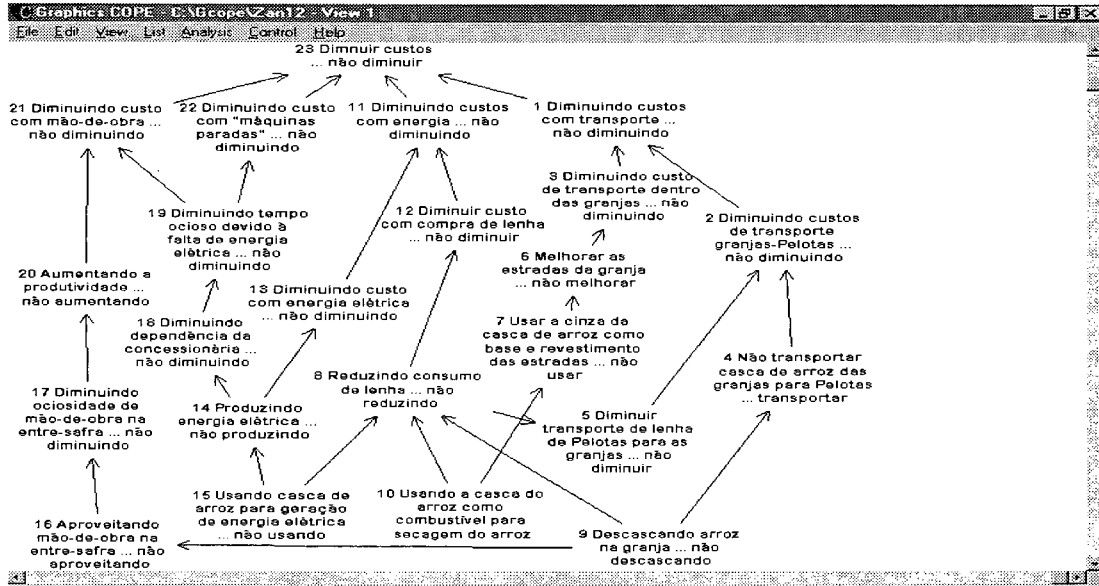 Graphics COPE - C:\Gcope\Zan12 - View 1
File Edit View List Analysis Control Help
23 Dimnuir custos
... não diminuir
21 Diminuindo custo
com mão-de-obra ...
não diminuindo
22 Diminuindo custo
com "máquinas
paradas" ... não
diminuindo
11 Diminuindo custos
com energia ... não
diminuindo
1 Diminuindo custos
com transporte ...
não diminuindo
3 Diminuindo custo
de transporte dentro
das granjas ... não
diminuindo
19 Diminuindo tempo
ocioso devido à
falta de energia
elétrica ... não
diminuindo
12 Diminuir custo
com compra de lenha
... não diminuir
2 Diminuindo custos
de transporte
granjas-Pelotas ...
não diminuindo
6 Melhorar as
estradas da granja
... não melhorar
20 Aumentando a
produtividade ...
não aumentando
13 Diminuindo custo
com energia elétrica
... não diminuindo
18 Diminuindo
dependência da
concessionária ...
não diminuindo
7 Usar a cinza da
casca de arroz como
base e revestimento
das estradas ... não
usar
4 Não transportar
casca de arroz das
granjas para Pelotas
... transportar
8 Reduzindo consumo
de lenha ... não
reduzindo
17 Diminuindo
ociosidade de
mão-de-obra na
entre-safra ... não
diminuindo
14 Produzindo
energia elétrica ...
não produzindo
5 Diminuir
transporte de lenha
de Pelotas para as
granjas ... não
diminuir
15 Usando casca de
arroz para geração
de energia elétrica
... não usando
10 Usando a casca do
arroz como
combustível para
secagem do arroz
16 Aproveitando
mão-de-obra na
entre-safra ... não
aproveitando
9 Descascando arroz
na granja ... não
descascando